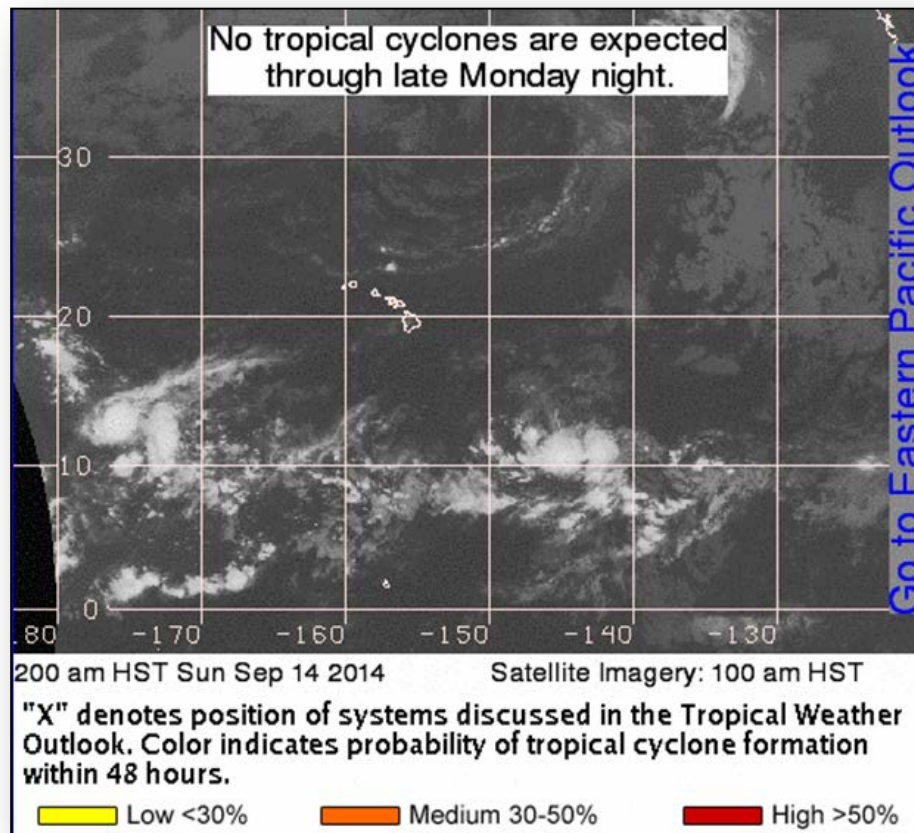 No tropical cyclones are expected
through late Monday night.
Go to Eastern Pacific Outlook
30
20
10
0
.80 -170 -160 -150 -140 -130
200 am HST Sun Sep 14 2014 Satellite Imagery: 100 am HST
"X" denotes position of systems discussed in the Tropical Weather
Outlook. Color indicates probability of tropical cyclone formation
within 48 hours.
Low <30% Medium 30-50% High >50%